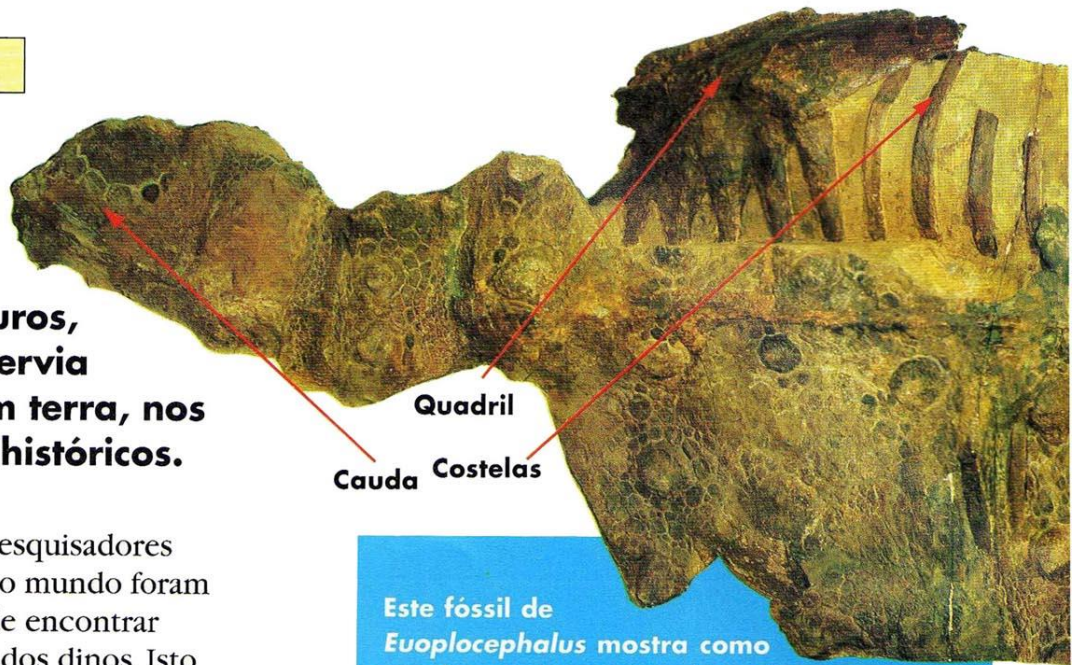 uros,
ervia
m terra, nos
históricos.
Quadril
Cauda
Costelas
esquisadores
o mundo foram
e encontrar
dos dinos. Isto
Este fóssil de
Euoplocephalus mostra como